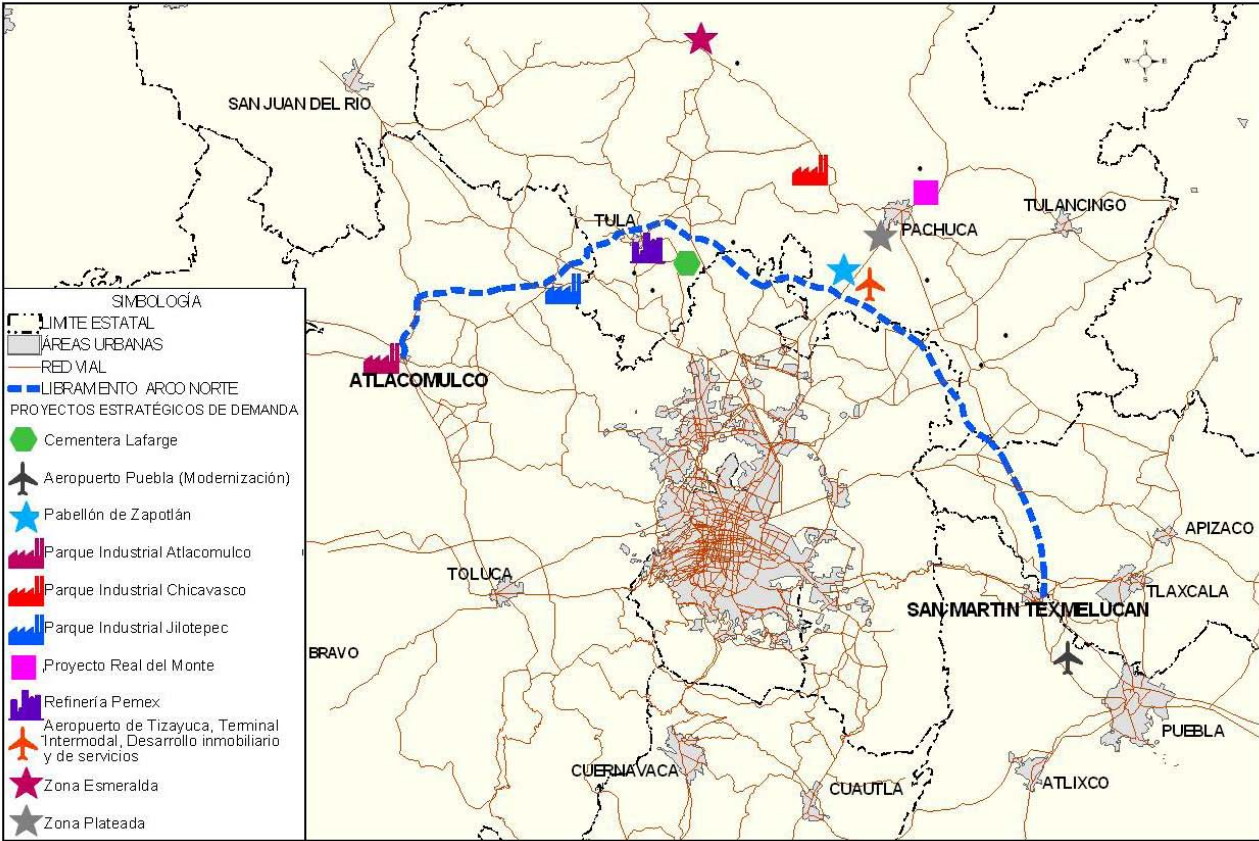 SAN JUAN DEL RIO
N
W
E
S
TULA
PACHUCA
TULANCINGO
ATLACOMULCO
TOLUCA
BRAVO
CUERNAVACA
CUAUTLA
SAN MARTIN TEXMELUCAN
APIZACO
TLAXCALA
PUEBLA
ATLIXCO
SIMBOLOGÍA
LIMITE ESTATAL
ÁREAS URBANAS
RED VIAL
LIBRAMENTO ARCO NORTE
PROYECTOS ESTRATÉGICOS DE DEMANDA
Cementera Lafarge
Aeropuerto Puebla (Modernización)
Pabellón de Zapotlán
Parque Industrial Atlacomulco
Parque Industrial Chicavasco
Parque Industrial Jilotepec
Proyecto Real del Monte
Refinería Pemex
Aeropuerto de Tizayuca, Terminal
Intermodal, Desarrollo inmobiliario
y de servicios
Zona Esmeralda
Zona Plateada